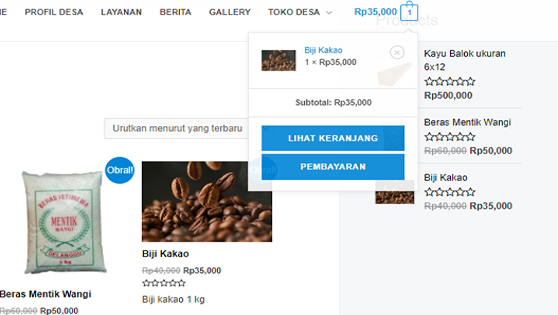 PROFIL DESA LAYANAN BERITA GALLERY TOKO DESA Rp35,000 1
Products
Biji Kakao
1 × Rp35,000
Subtotal: Rp35,000
LIHAT KERANJANG
PEMBAYARAN
Urutkan menurut yang terbaru
Obral!
BERAS ISTIMEWA
MENTIK
WANGI
DELANGGU
5 KG
Beras Mentik Wangi
Rp60,000 Rp50,000
Biji Kakao
Rp40,000 Rp35,000
Biji kakao 1 kg
Kayu Balok ukuran
6x12
Rp500,000
Beras Mentik Wangi
Rp60,000 Rp50,000
Biji Kakao
Rp40,000 Rp35,000